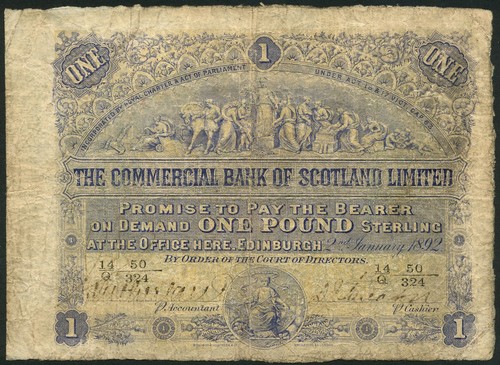 ONE 1 ONE
INCORPORATED BY ROYAL CHARTER & ACT OF PARLIAMENT
UNDER ACTS
THE COMMERCIAL BANK OF SCOTLAND LIMITED
PROMISE TO PAY THE BEARER
ON DEMAND ONE POUND STERLING
AT THE OFFICE HERE, EDINBURGH 2nd January 1892
BY ORDER OF THE COURT OF DIRECTORS.
14 50 14 50
Q 324 Q 324
p. Accountant p. Cashier
1 1